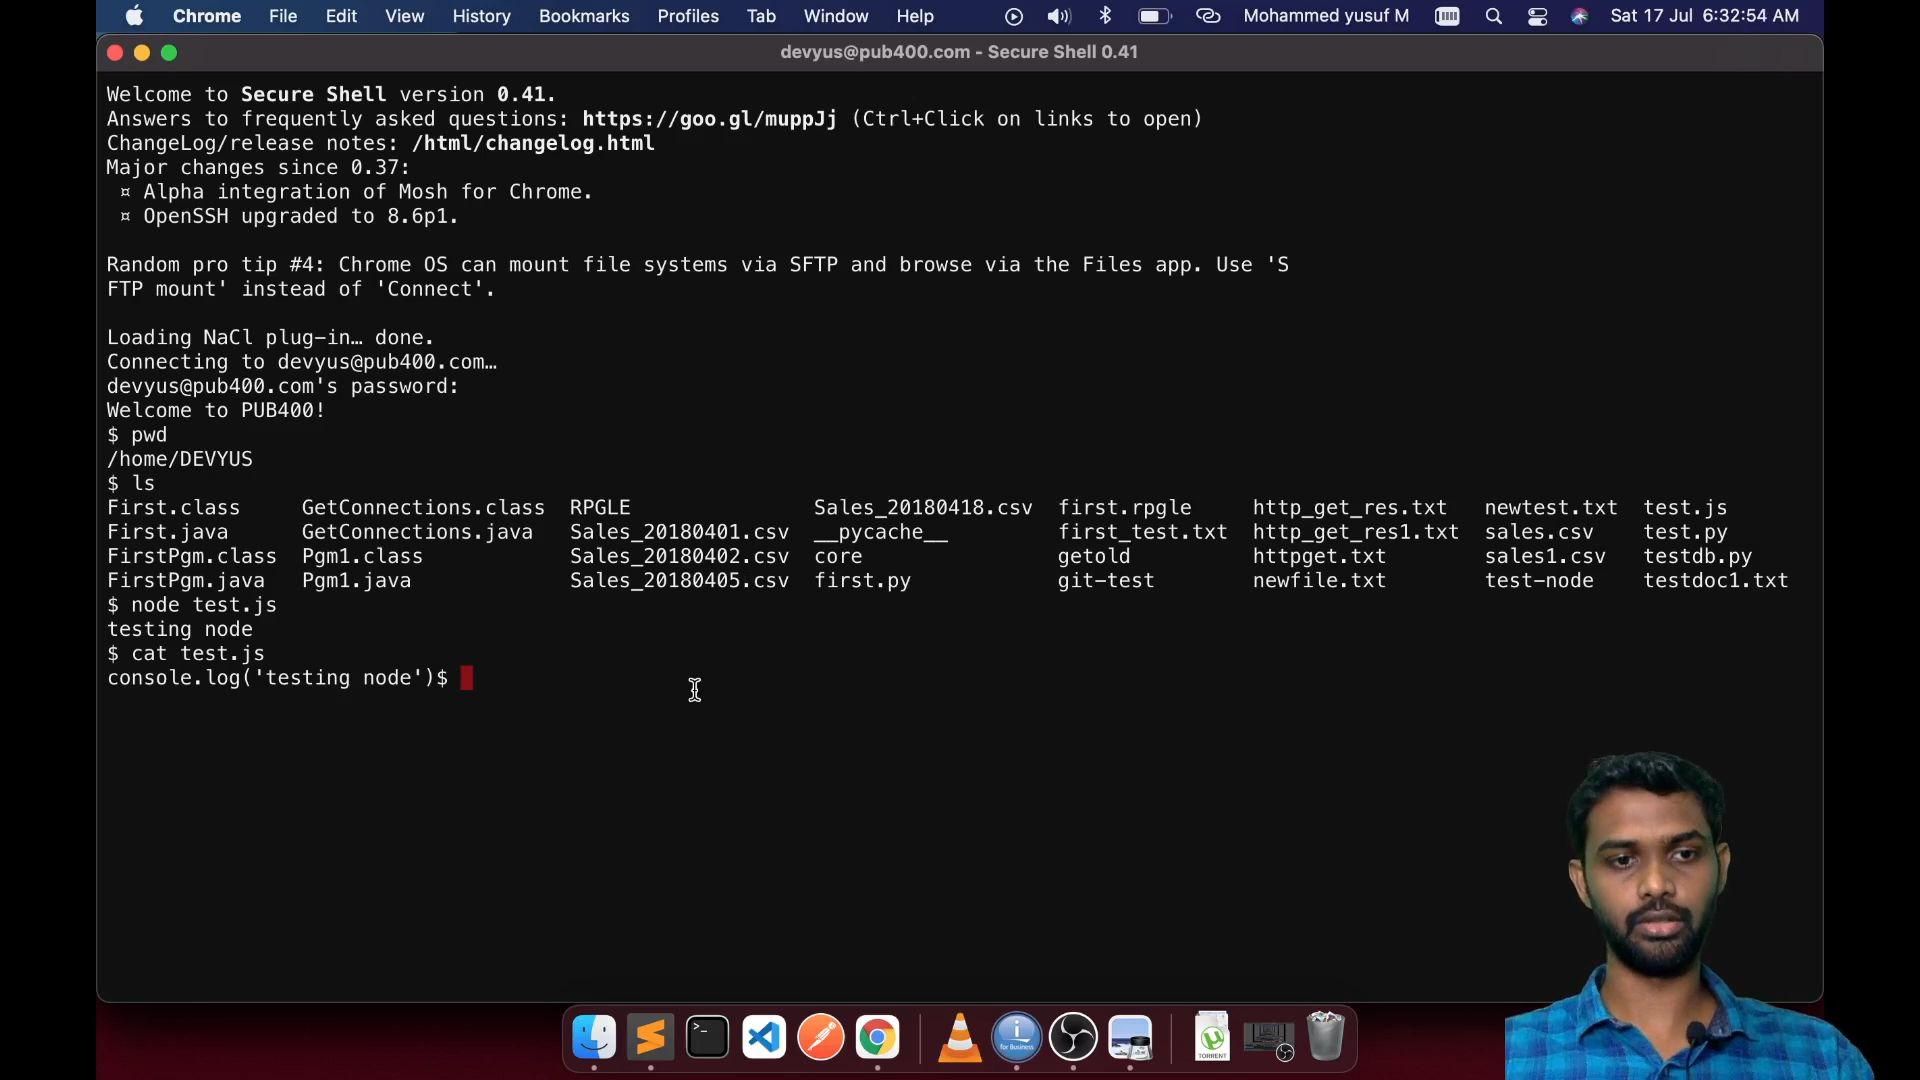 Chrome File Edit View History Bookmarks Profiles Tab Window Help Mohammed yusuf M Sat 17 Jul 6:32:54 AM
devyus@pub400.com - Secure Shell 0.41
Welcome to Secure Shell version 0.41.
Answers to frequently asked questions: https://goo.gl/muppJj (Ctrl+Click on links to open)
ChangeLog/release notes: /html/changelog.html
Major changes since 0.37:
¤ Alpha integration of Mosh for Chrome.
¤ OpenSSH upgraded to 8.6p1.
Random pro tip #4: Chrome OS can mount file systems via SFTP and browse via the Files app. Use 'S
FTP mount' instead of 'Connect'.
Loading NaCl plug-in… done.
Connecting to devyus@pub400.com…
devyus@pub400.com's password:
Welcome to PUB400!
$ pwd
/home/DEVYUS
$ ls
First.class GetConnections.class RPGLE Sales_20180418.csv first.rpgle http_get_res.txt newtest.txt test.js
First.java GetConnections.java Sales_20180401.csv __pycache__ first_test.txt http_get_res1.txt sales.csv test.py
FirstPgm.class Pgm1.class Sales_20180402.csv core getold httpget.txt sales1.csv testdb.py
FirstPgm.java Pgm1.java Sales_20180405.csv first.py git-test newfile.txt test-node testdoc1.txt
$ node test.js
testing node
$ cat test.js
console.log('testing node')$
for Business
TORRENT